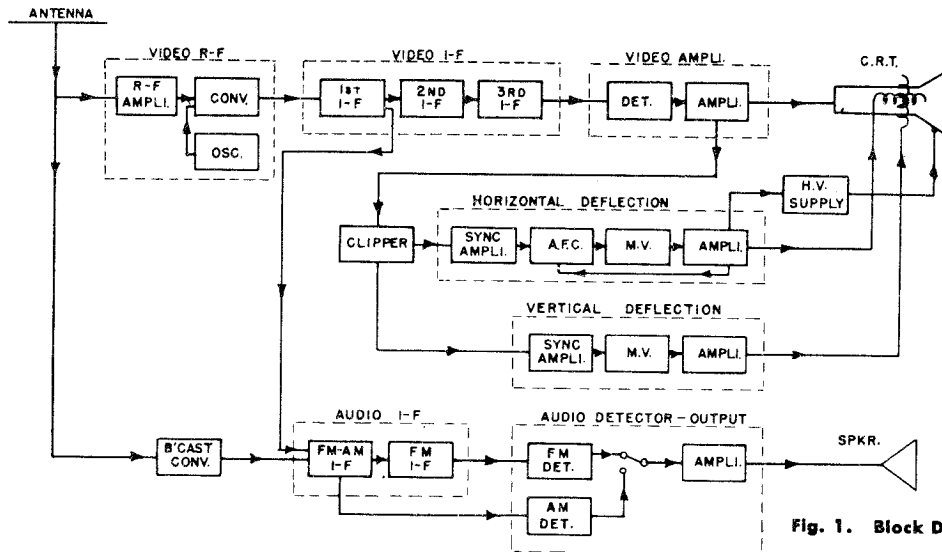 ANTENNA
VIDEO R-F
R-F
AMPLI.
CONV.
OSC.
VIDEO I-F
1ST
I-F
2ND
I-F
3RD
I-F
VIDEO AMPLI.
DET.
AMPLI.
C.R.T.
H.V.
SUPPLY
HORIZONTAL DEFLECTION
CLIPPER
SYNC
AMPLI.
A.F.C.
M.V.
AMPLI.
VERTICAL DEFLECTION
SYNC
AMPLI.
M.V.
AMPLI.
AUDIO I-F
B'CAST
CONV.
FM-AM
I-F
FM
I-F
AUDIO DETECTOR-OUTPUT
FM
DET.
AM
DET.
AMPLI.
SPKR.
Fig. 1. Block D